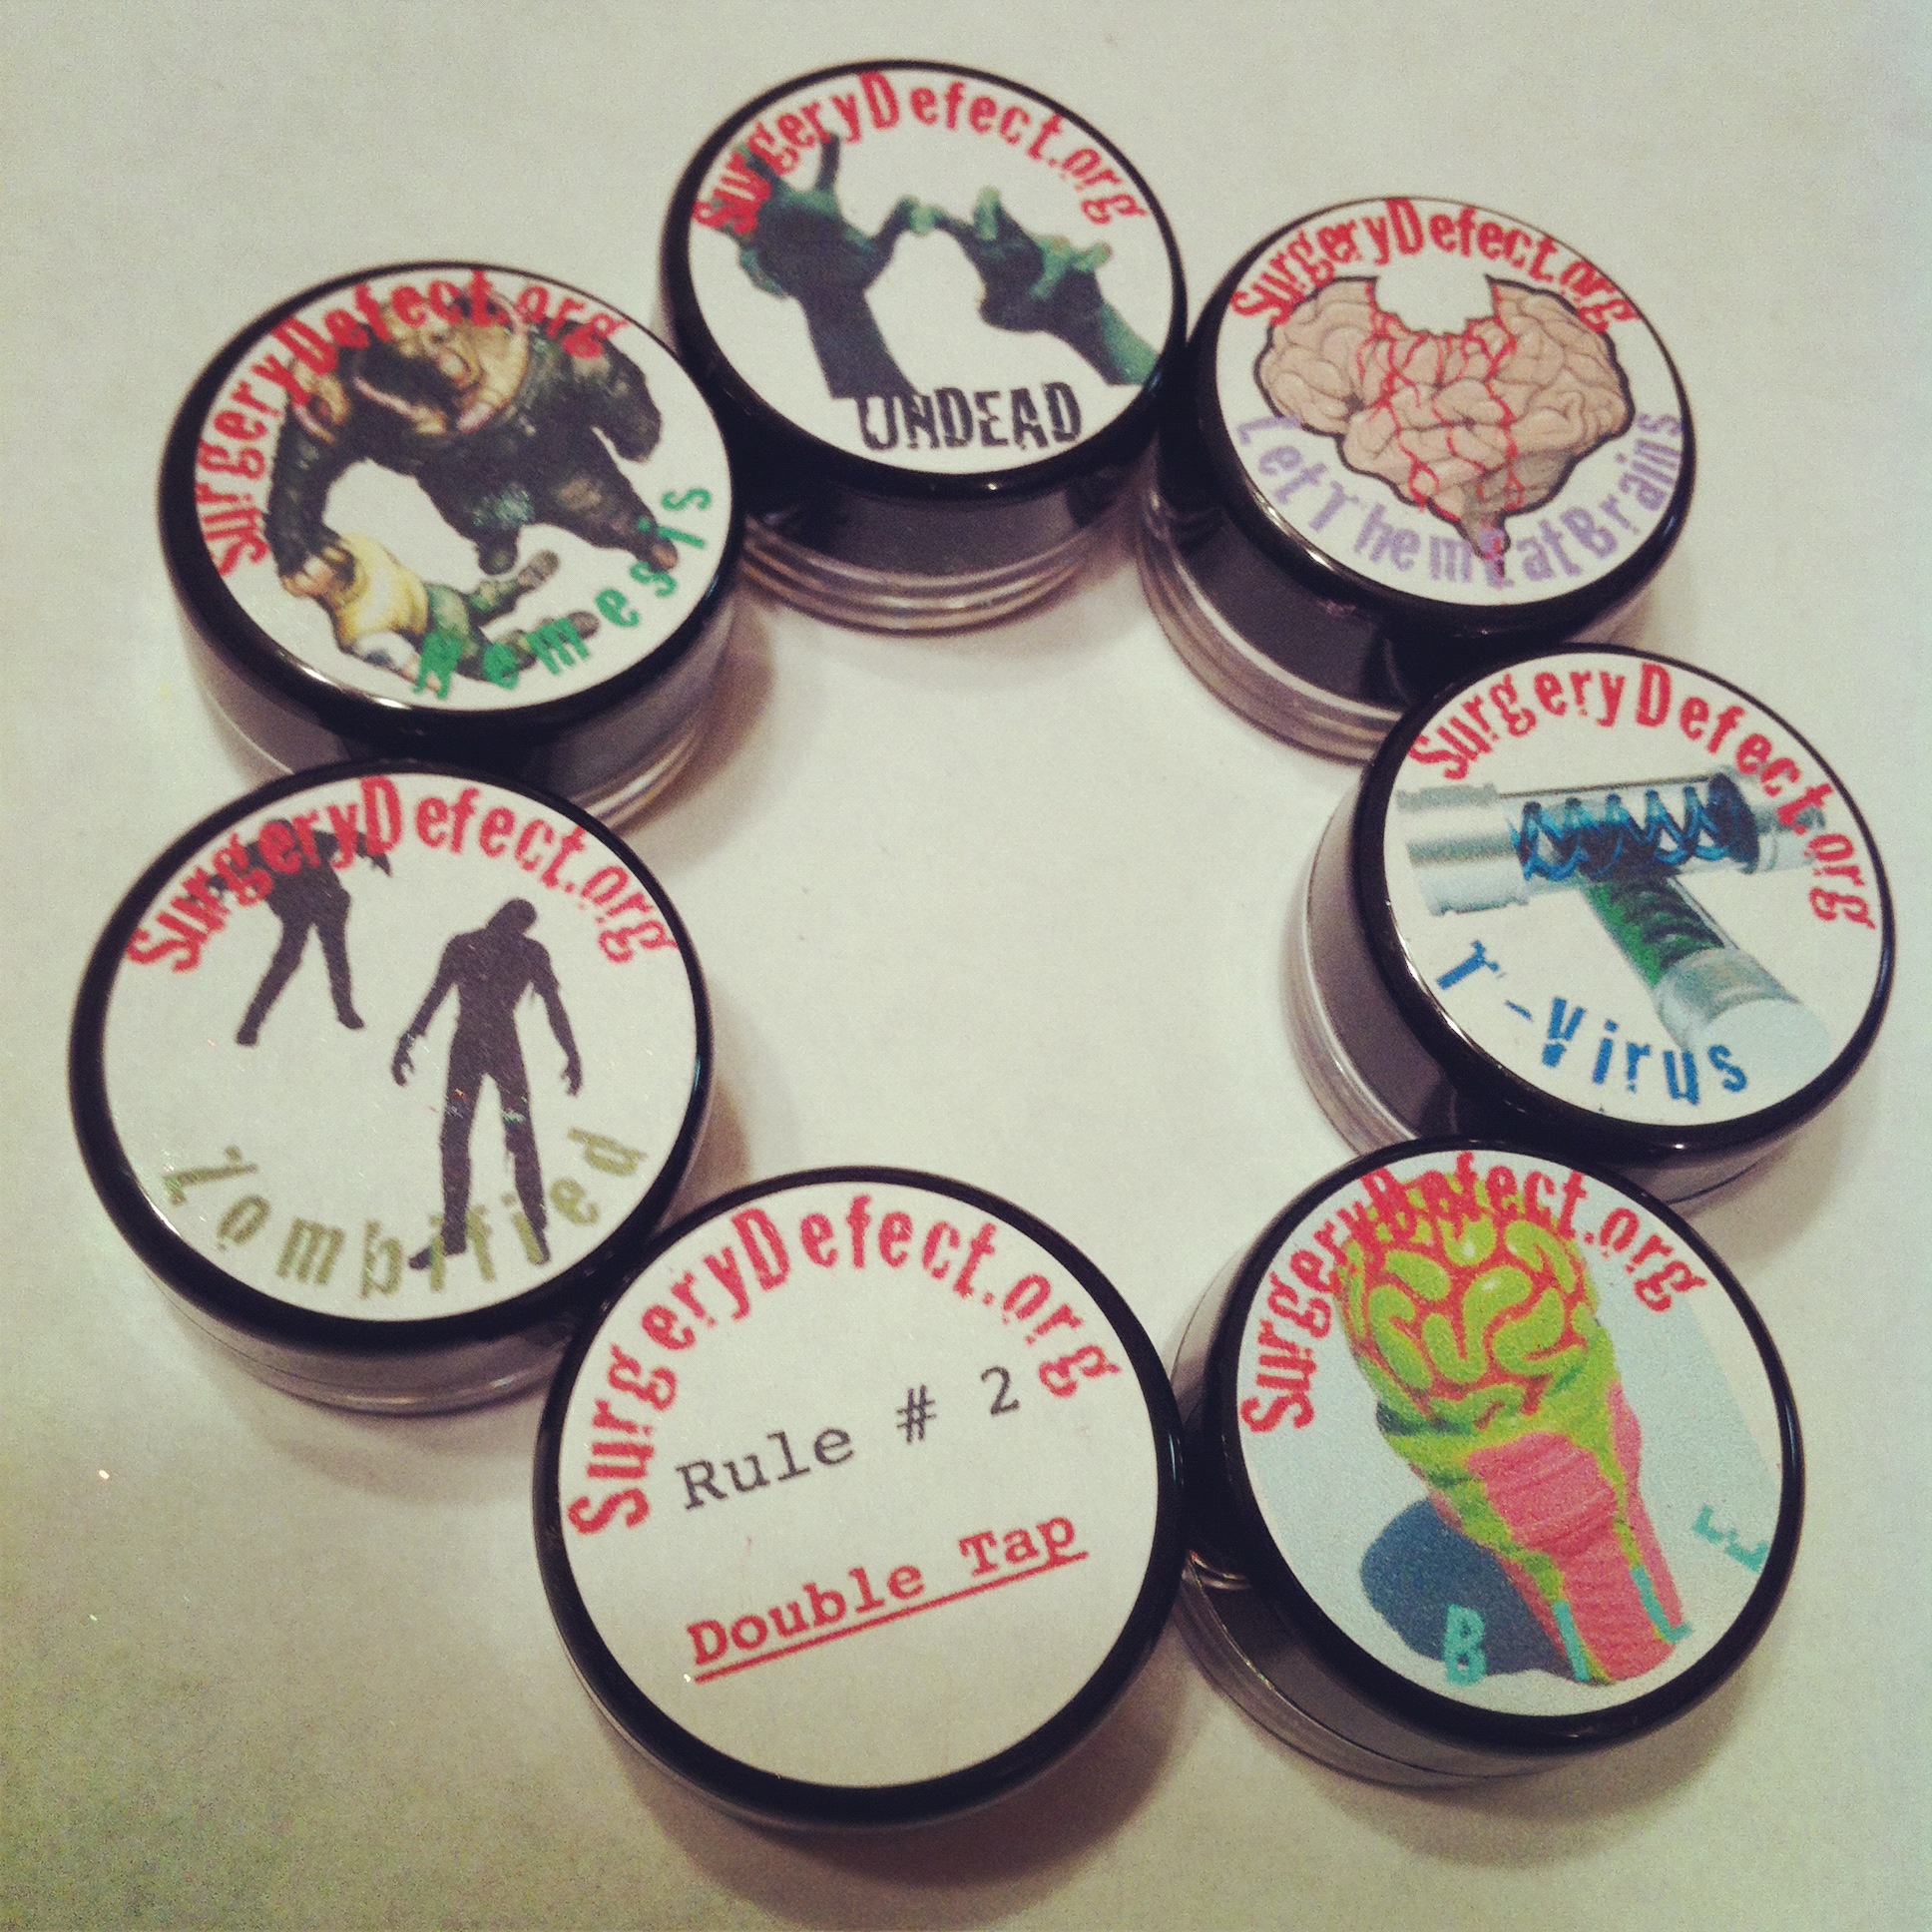 SurgeryDefect.org
UNDEAD
SurgeryDefect.org
LetThemEatBrains
SurgeryDefect.org
Nemesis
SurgeryDefect.org
T-Virus
SurgeryDefect.org
Zombified
SurgeryDefect.org
BILE
SurgeryDefect.org
Rule # 2
Double Tap